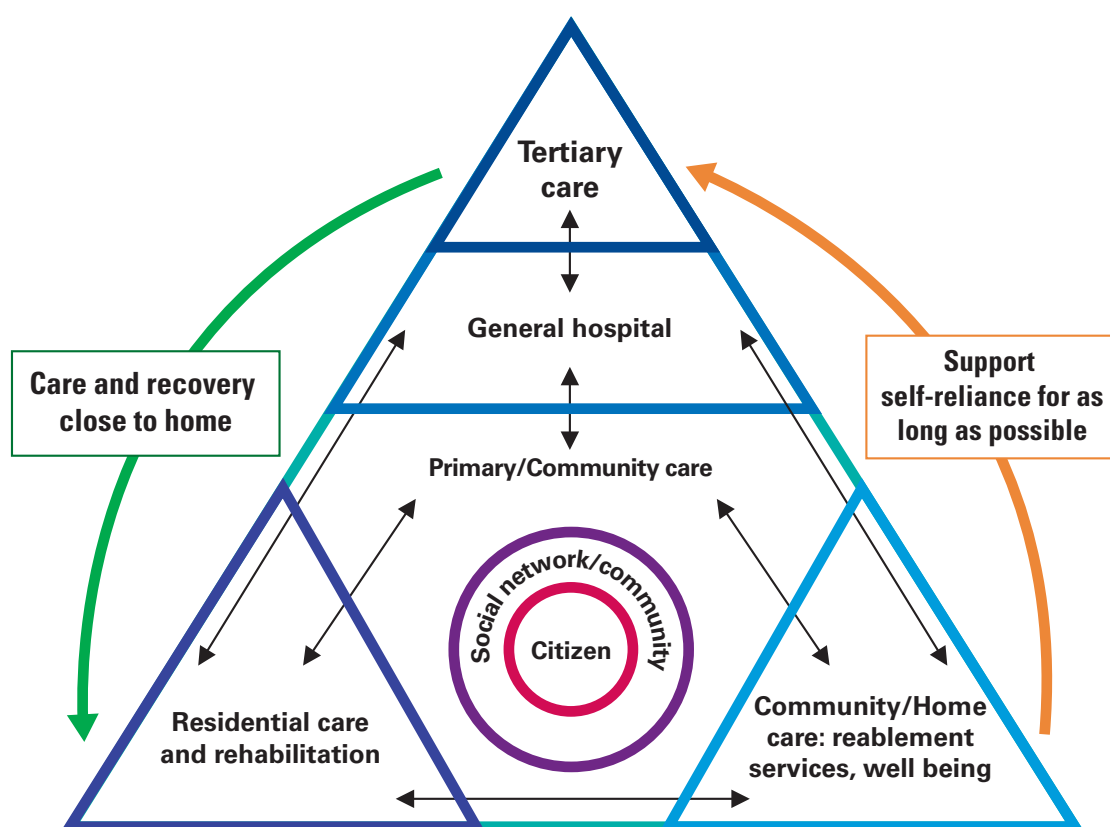 Tertiary
care
General hospital
Care and recovery
close to home
Support
self-reliance for as
long as possible
Primary/Community care
Social network/community
Citizen
Residential care
and rehabilitation
Community/Home
care: reablement
services, well being